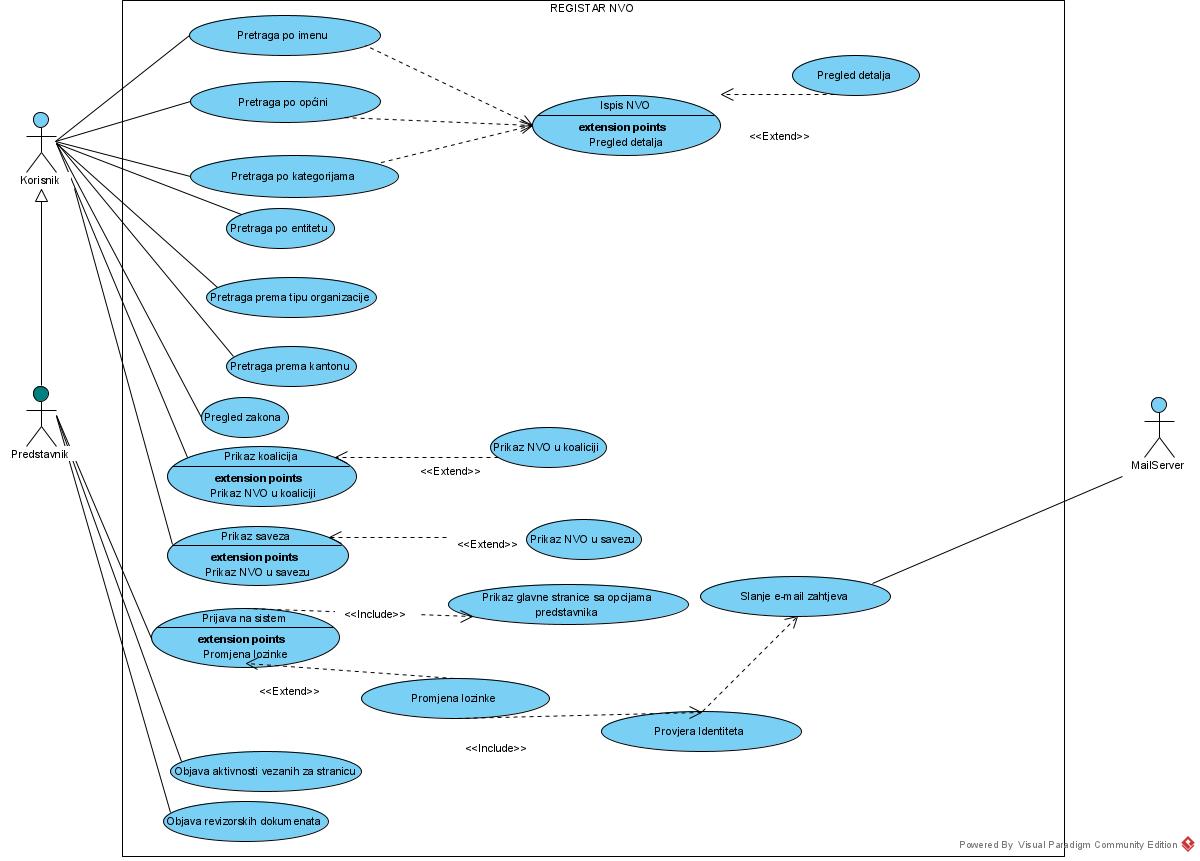 REGISTAR NVO
Pretraga po imenu
Pregled detalja
Pretraga po općini
Ispis NVO
extension points
Pregled detalja
<<Extend>>
Korisnik
Pretraga po kategorijama
Pretraga po entitetu
Pretraga prema tipu organizacije
Pretraga prema kantonu
Predstavnik
Pregled zakona
Prikaz koalicija
extension points
Prikaz NVO u koaliciji
<<Extend>>
Prikaz NVO u koaliciji
MailServer
Prikaz saveza
extension points
Prikaz NVO u savezu
<<Extend>>
Prikaz NVO u savezu
Prijava na sistem
extension points
Promjena lozinke
<<Include>>
Prikaz glavne stranice sa opcijama
predstavnika
Slanje e-mail zahtjeva
<<Extend>>
Promjena lozinke
<<Include>>
Provjera Identiteta
Objava aktivnosti vezanih za stranicu
Objava revizorskih dokumenata
Powered By Visual Paradigm Community Edition